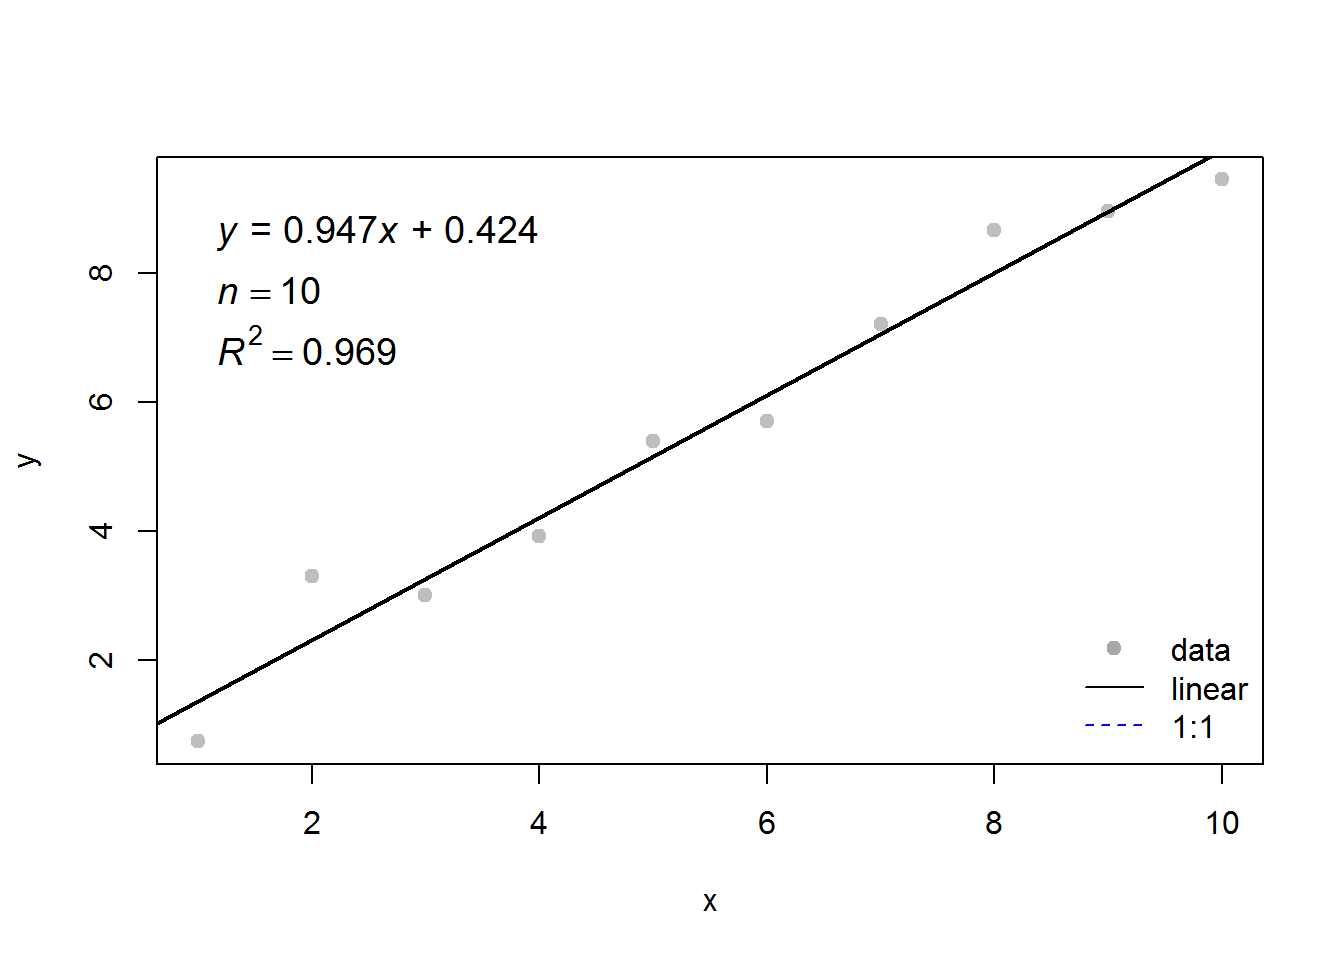 y = 0.947x + 0.424
n = 10
R² = 0.969
8
6
4
2
y
data
linear
1:1
2 4 6 8 10
x